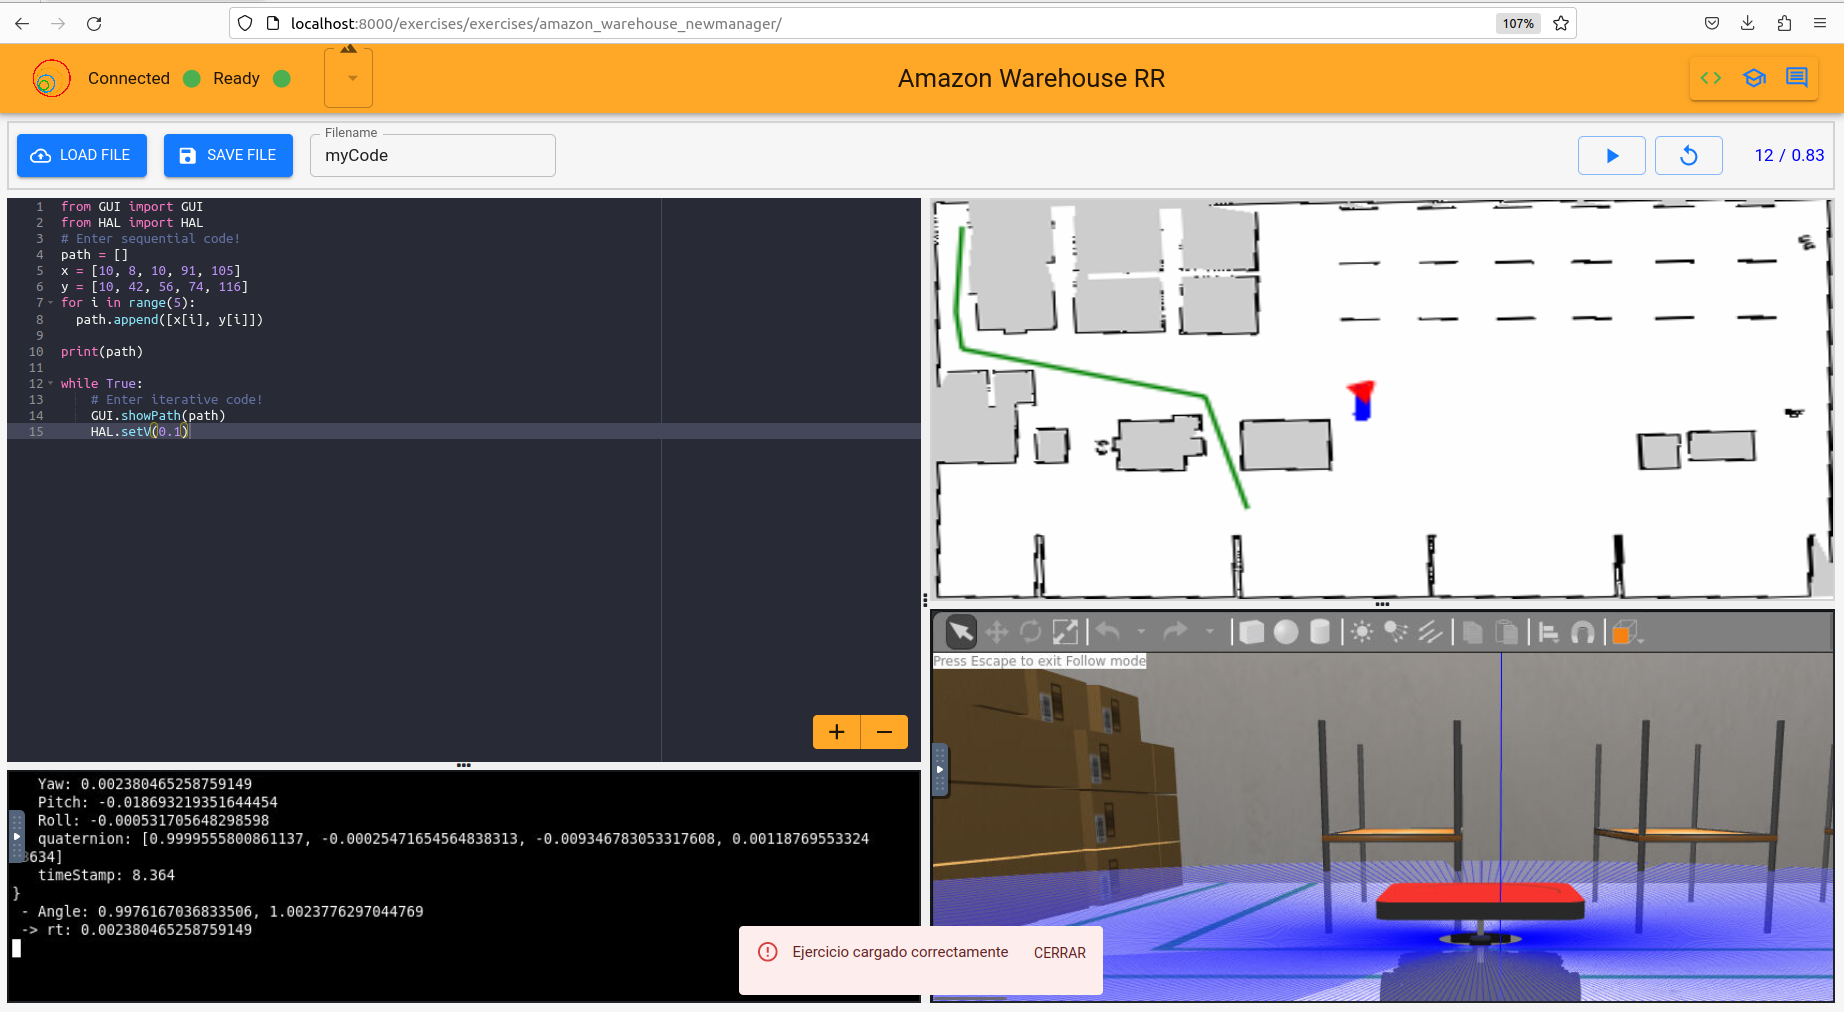 localhost:8000/exercises/exercises/amazon_warehouse_newmanager/
107%
Connected
Ready
Amazon Warehouse RR
LOAD FILE
SAVE FILE
Filename
myCode
12 / 0.83
1 from GUI import GUI
2 from HAL import HAL
3 # Enter sequential code!
4 path = []
5 x = [10, 8, 10, 91, 105]
6 y = [10, 42, 56, 74, 116]
7 for i in range(5):
8 path.append([x[i], y[i]])
9
10 print(path)
11
12 while True:
13 # Enter iterative code!
14 GUI.showPath(path)
15 HAL.setV(0.1)
Yaw: 0.002380465258759149
Pitch: -0.018693219351644454
Roll: -0.000531705648298598
quaternion: [0.9999555800861137, -0.00025471654564838313, -0.009346783053317608, 0.00118769553324
634]
timeStamp: 8.364
}
- Angle: 0.9976167036833506, 1.0023776297044769
-> rt: 0.002380465258759149
Press Escape to exit Follow mode
Ejercicio cargado correctamente
CERRAR